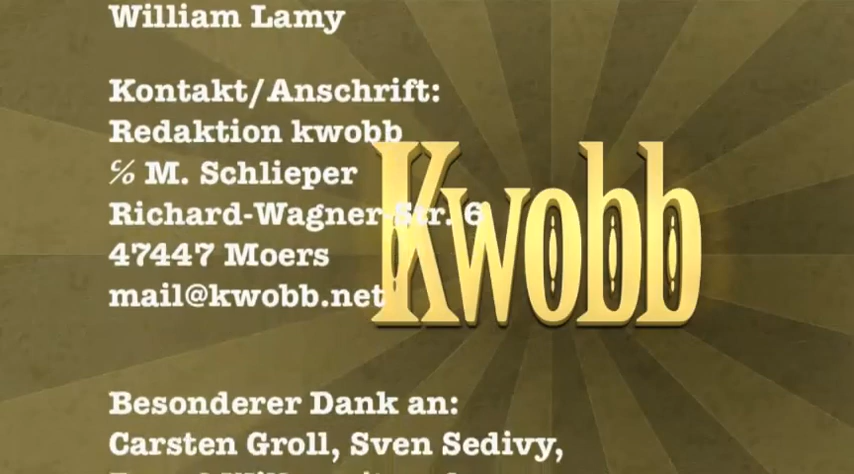 William Lamy
Kontakt/Anschrift:
Redaktion kwobb
℅ M. Schlieper
Richard-Wagner-Str. 6
47447 Moers
mail@kwobb.net
Kwobb
Besonderer Dank an:
Carsten Groll, Sven Sedivy,